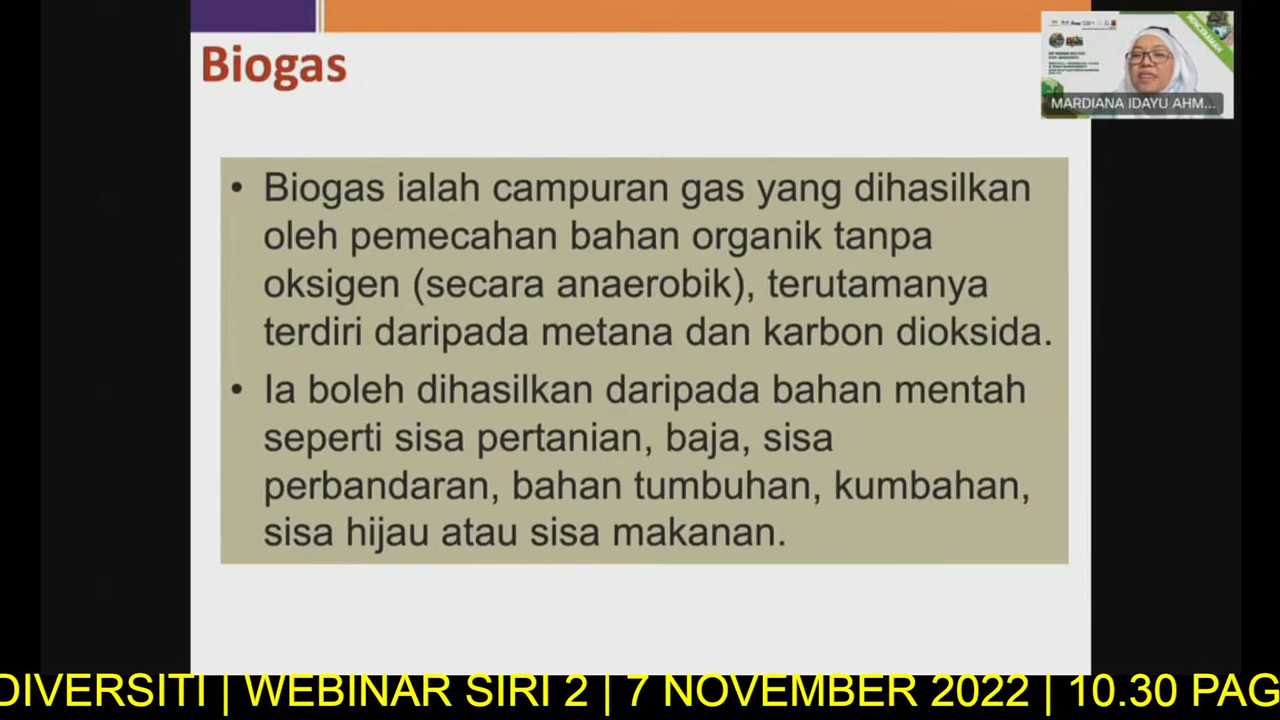 Biogas
PENCERAMAH
MARDIANA IDAYU AHM...
• Biogas ialah campuran gas yang dihasilkan
oleh pemecahan bahan organik tanpa
oksigen (secara anaerobik), terutamanya
terdiri daripada metana dan karbon dioksida.
• Ia boleh dihasilkan daripada bahan mentah
seperti sisa pertanian, baja, sisa
perbandaran, bahan tumbuhan, kumbahan,
sisa hijau atau sisa makanan.
DIVERSITI | WEBINAR SIRI 2 | 7 NOVEMBER 2022 | 10.30 PAG